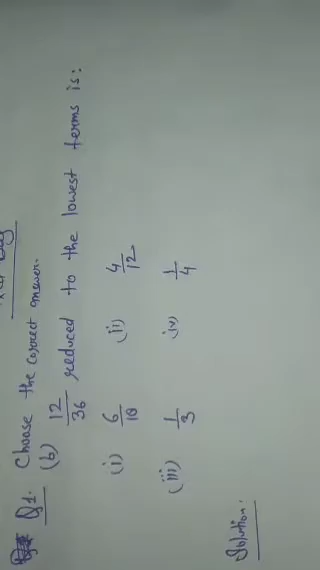 Q1. Choose the correct answer.
(b) 12/36 reduced to the lowest terms is:
(i) 6/18 (ii) 4/12
(iii) 1/3 (iv) 1/4
Solution: